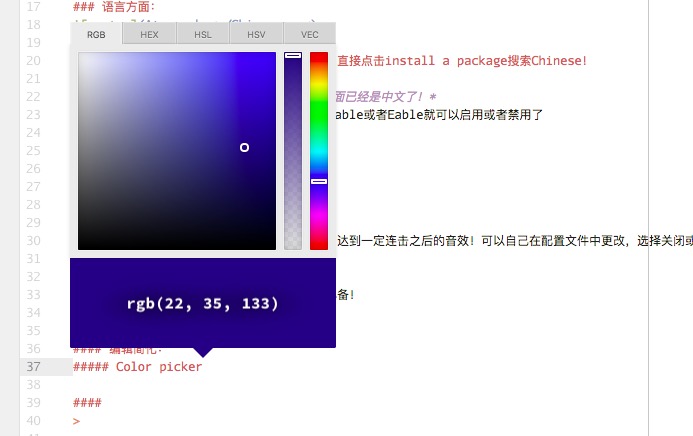 17 ### 语言方面:
18
RGB HEX HSL HSV VEC
19
20 直接点击install a package搜索Chinese!
21
22 面已经是中文了!*
23 able或者Eable就可以启用或者禁用了
24
25
26
27
28
29
30 达到一定连击之后的音效! 可以自己在配置文件中更改, 选择关闭或
31
32
33 备!
rgb(22, 35, 133)
34
35
36 #### 编辑简化:
37 ##### Color picker
38
39 ####
40 >